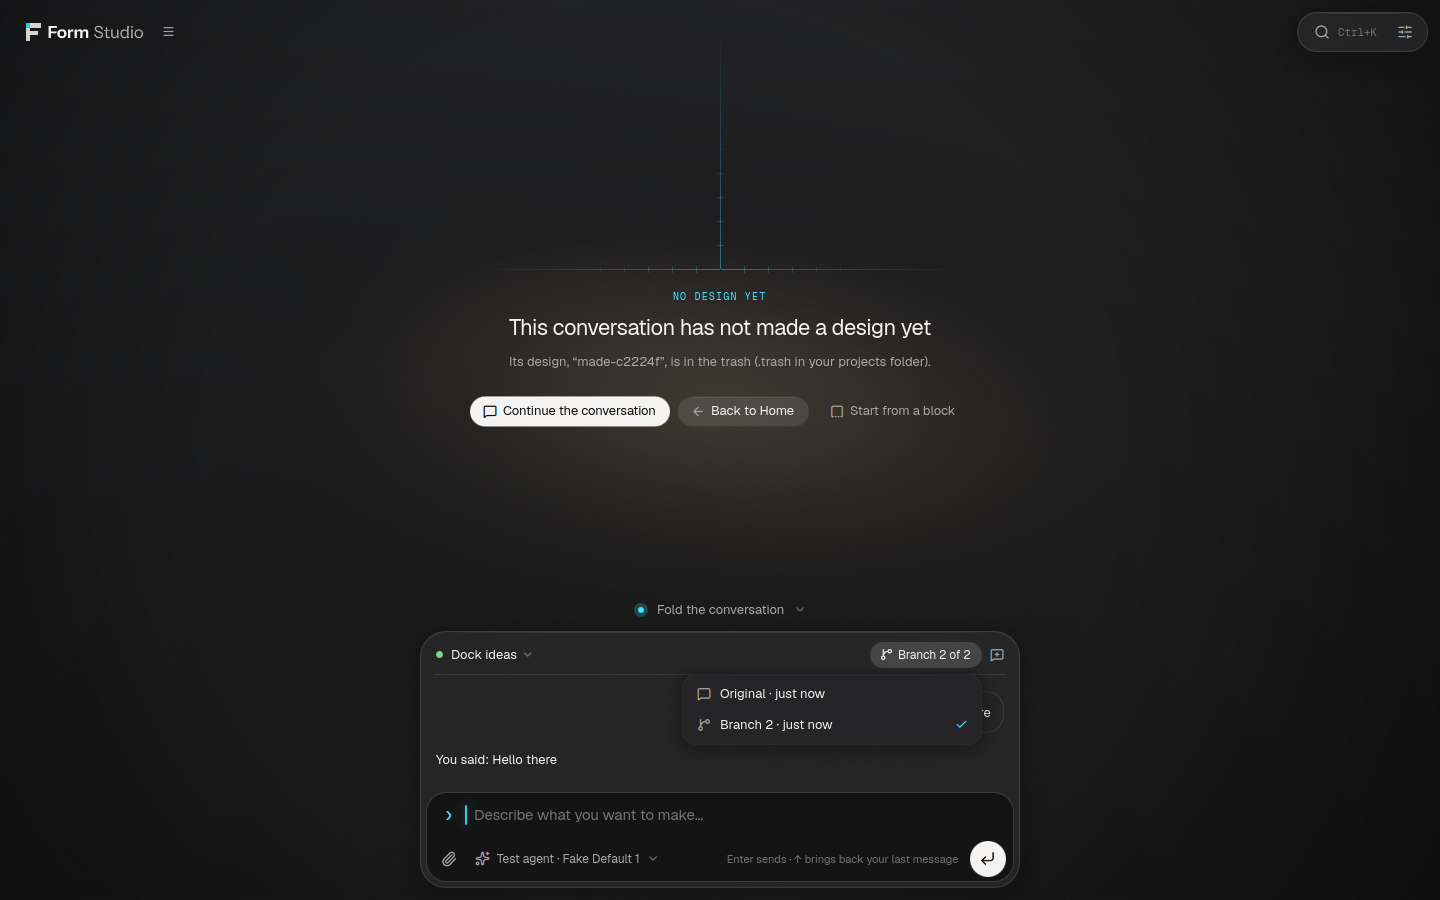 Form Studio
Ctrl+K
NO DESIGN YET
This conversation has not made a design yet
Its design, “made-c2224f”, is in the trash (.trash in your projects folder).
Continue the conversation
Back to Home
Start from a block
Fold the conversation
Dock ideas
Branch 2 of 2
Original · just now
re
Branch 2 · just now
You said: Hello there
Describe what you want to make...
Test agent · Fake Default 1
Enter sends · ↑ brings back your last message